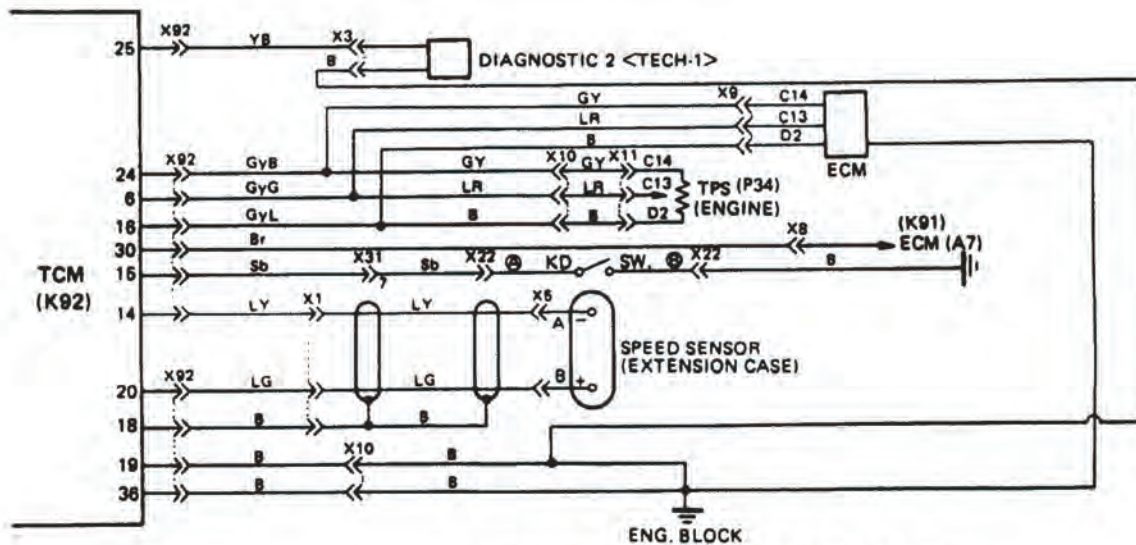 25 X92 YB X3 DIAGNOSTIC 2 <TECH-1>
B
GY X9 C14
LR C13
B D2
ECM
24 X92 GyB GY X10 GY X11 C14
6 GyG LR LR C13 TPS (P34)
16 GyL B B D2 (ENGINE)
30 Br X8 (K91)
ECM (A7)
TCM
(K92)
15 Sb X31 Sb X22 A KD SW. B X22 B
14 LY X1 LY X5 A −
SPEED SENSOR
(EXTENSION CASE)
20 X92 LG LG B +
18 B B
19 B X10 B
36 B B
ENG. BLOCK